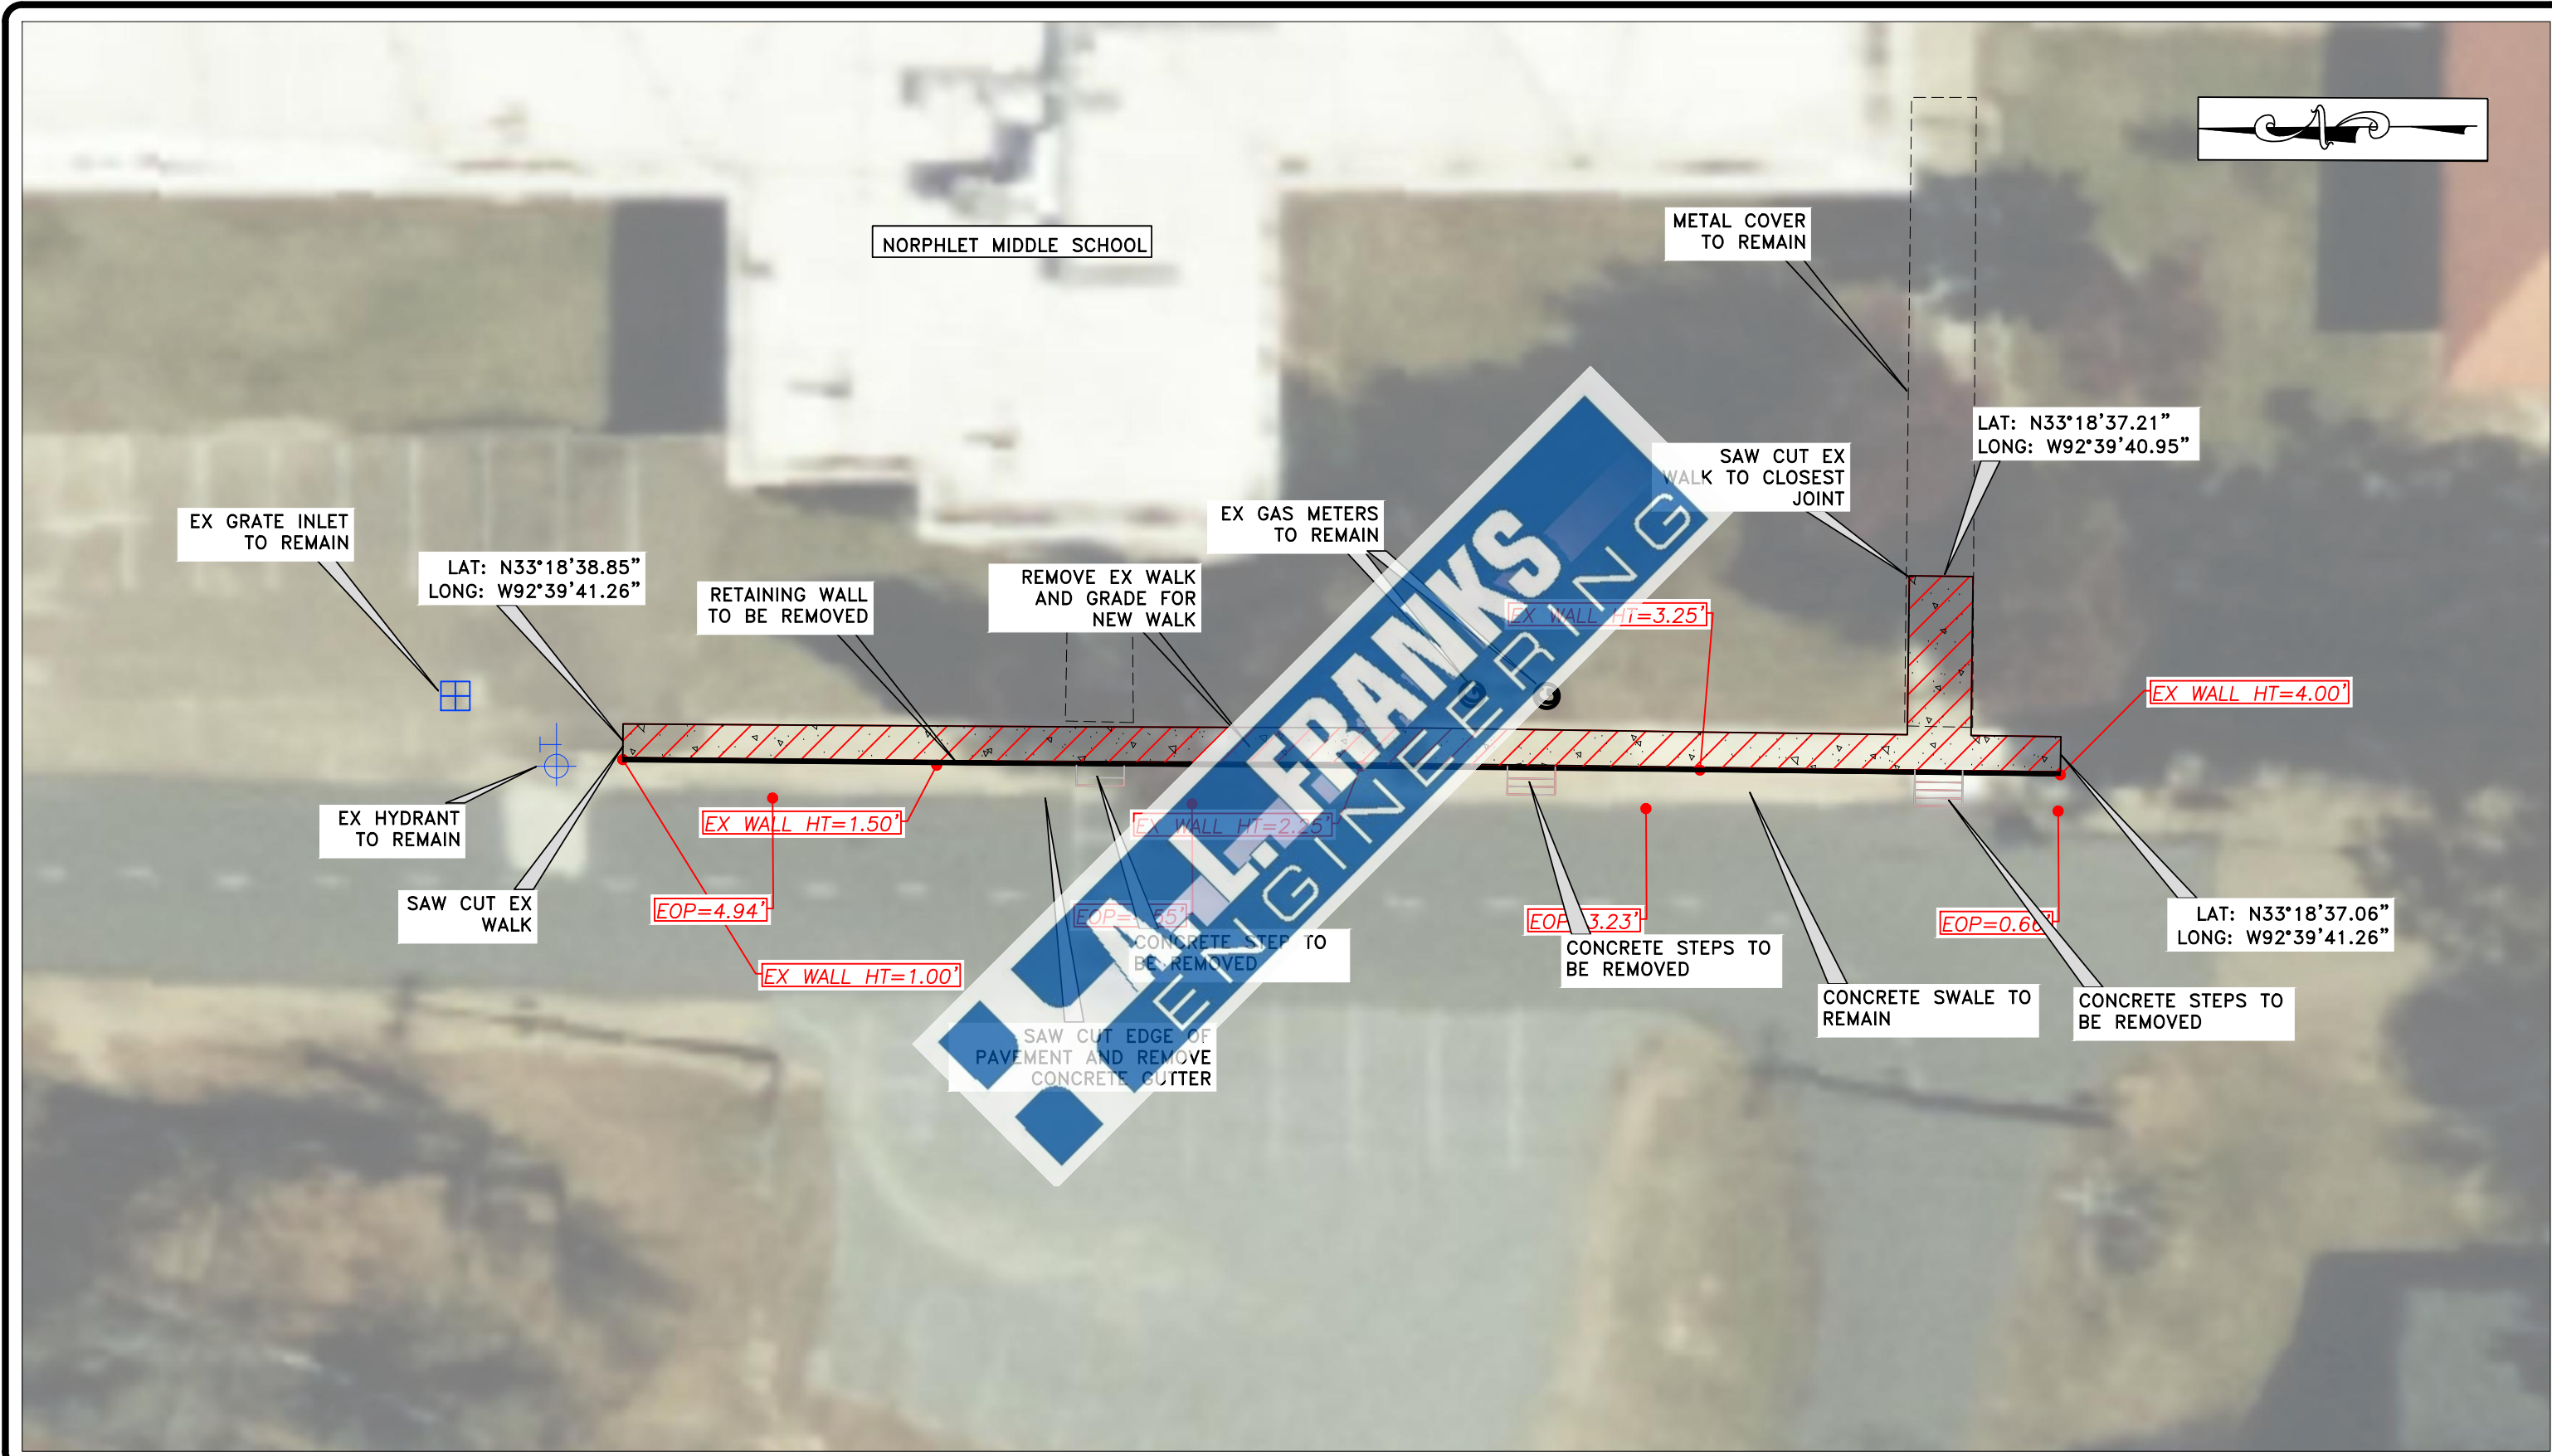 N
METAL COVER
TO REMAIN
NORPHLET MIDDLE SCHOOL
LAT: N33°18'37.21"
LONG: W92°39'40.95"
SAW CUT EX
WALK TO CLOSEST
JOINT
EX GRATE INLET
TO REMAIN
EX GAS METERS
TO REMAIN
LAT: N33°18'38.85"
LONG: W92°39'41.26"
RETAINING WALL
TO BE REMOVED
REMOVE EX WALK
AND GRADE FOR
NEW WALK
EX WALL HT=3.25'
EX WALL HT=4.00'
EX HYDRANT
TO REMAIN
EX WALL HT=1.50'
EX WALL HT=2.25'
A.L. FRANKS
ENGINEERING
SAW CUT EX
WALK
EOP=4.94'
EOP=
EOP=3.23'
EOP=0.66'
LAT: N33°18'37.06"
LONG: W92°39'41.26"
EX WALL HT=1.00'
CONCRETE STEP TO
BE REMOVED
CONCRETE STEPS TO
BE REMOVED
CONCRETE SWALE TO
REMAIN
CONCRETE STEPS TO
BE REMOVED
SAW CUT EDGE OF
PAVEMENT AND REMOVE
CONCRETE GUTTER